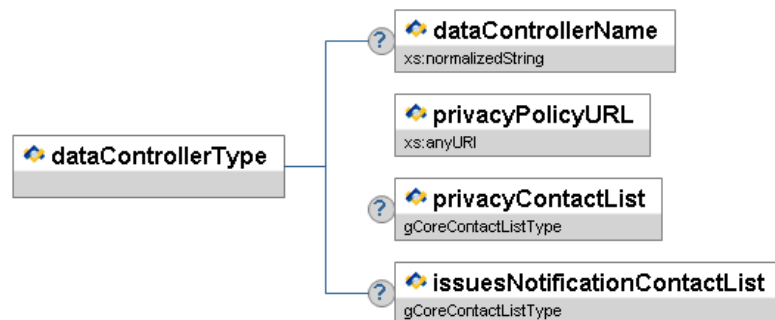 dataControllerType
? dataControllerName
xs:normalizedString
privacyPolicyURL
xs:anyURI
? privacyContactList
gCoreContactListType
? issuesNotificationContactList
gCoreContactListType